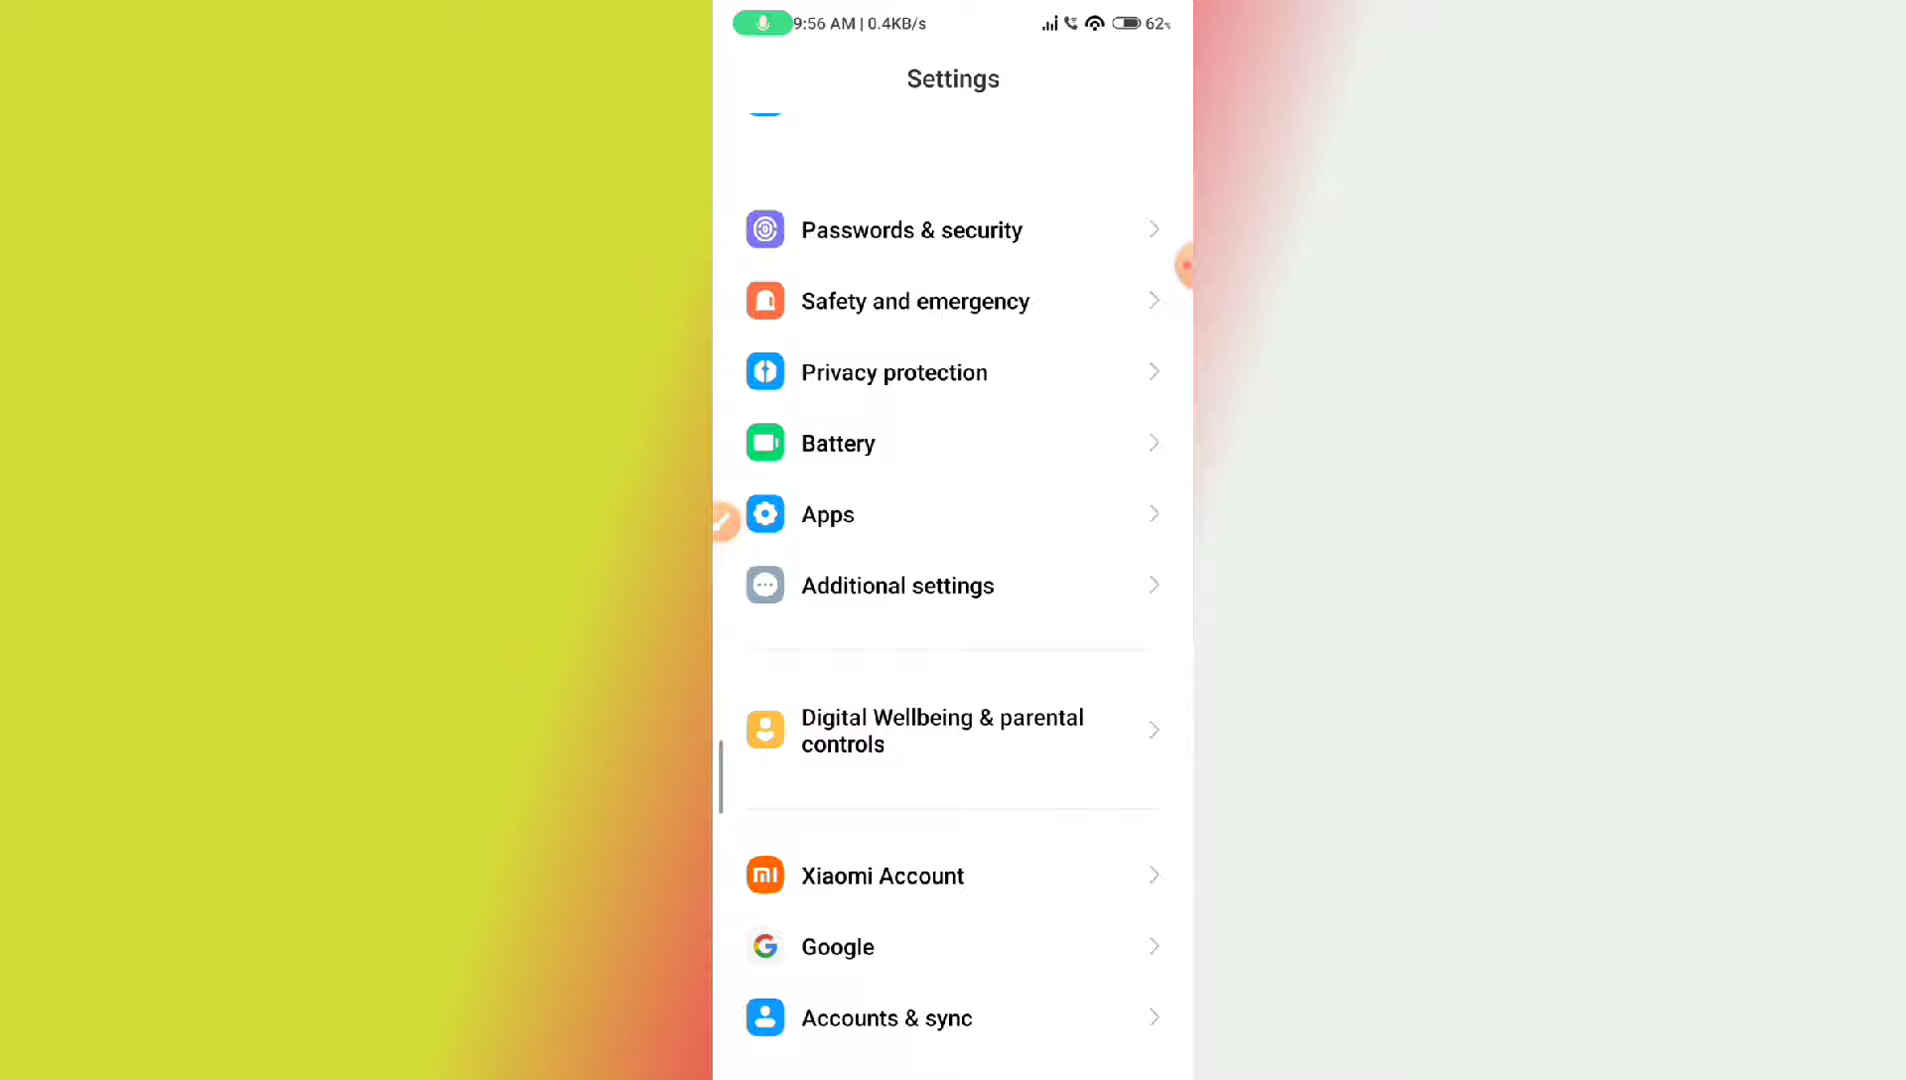 9:56 AM | 0.4KB/s 62%
Settings
Passwords & security
Safety and emergency
Privacy protection
Battery
Apps
Additional settings
Digital Wellbeing & parental
controls
Xiaomi Account
Google
Accounts & sync